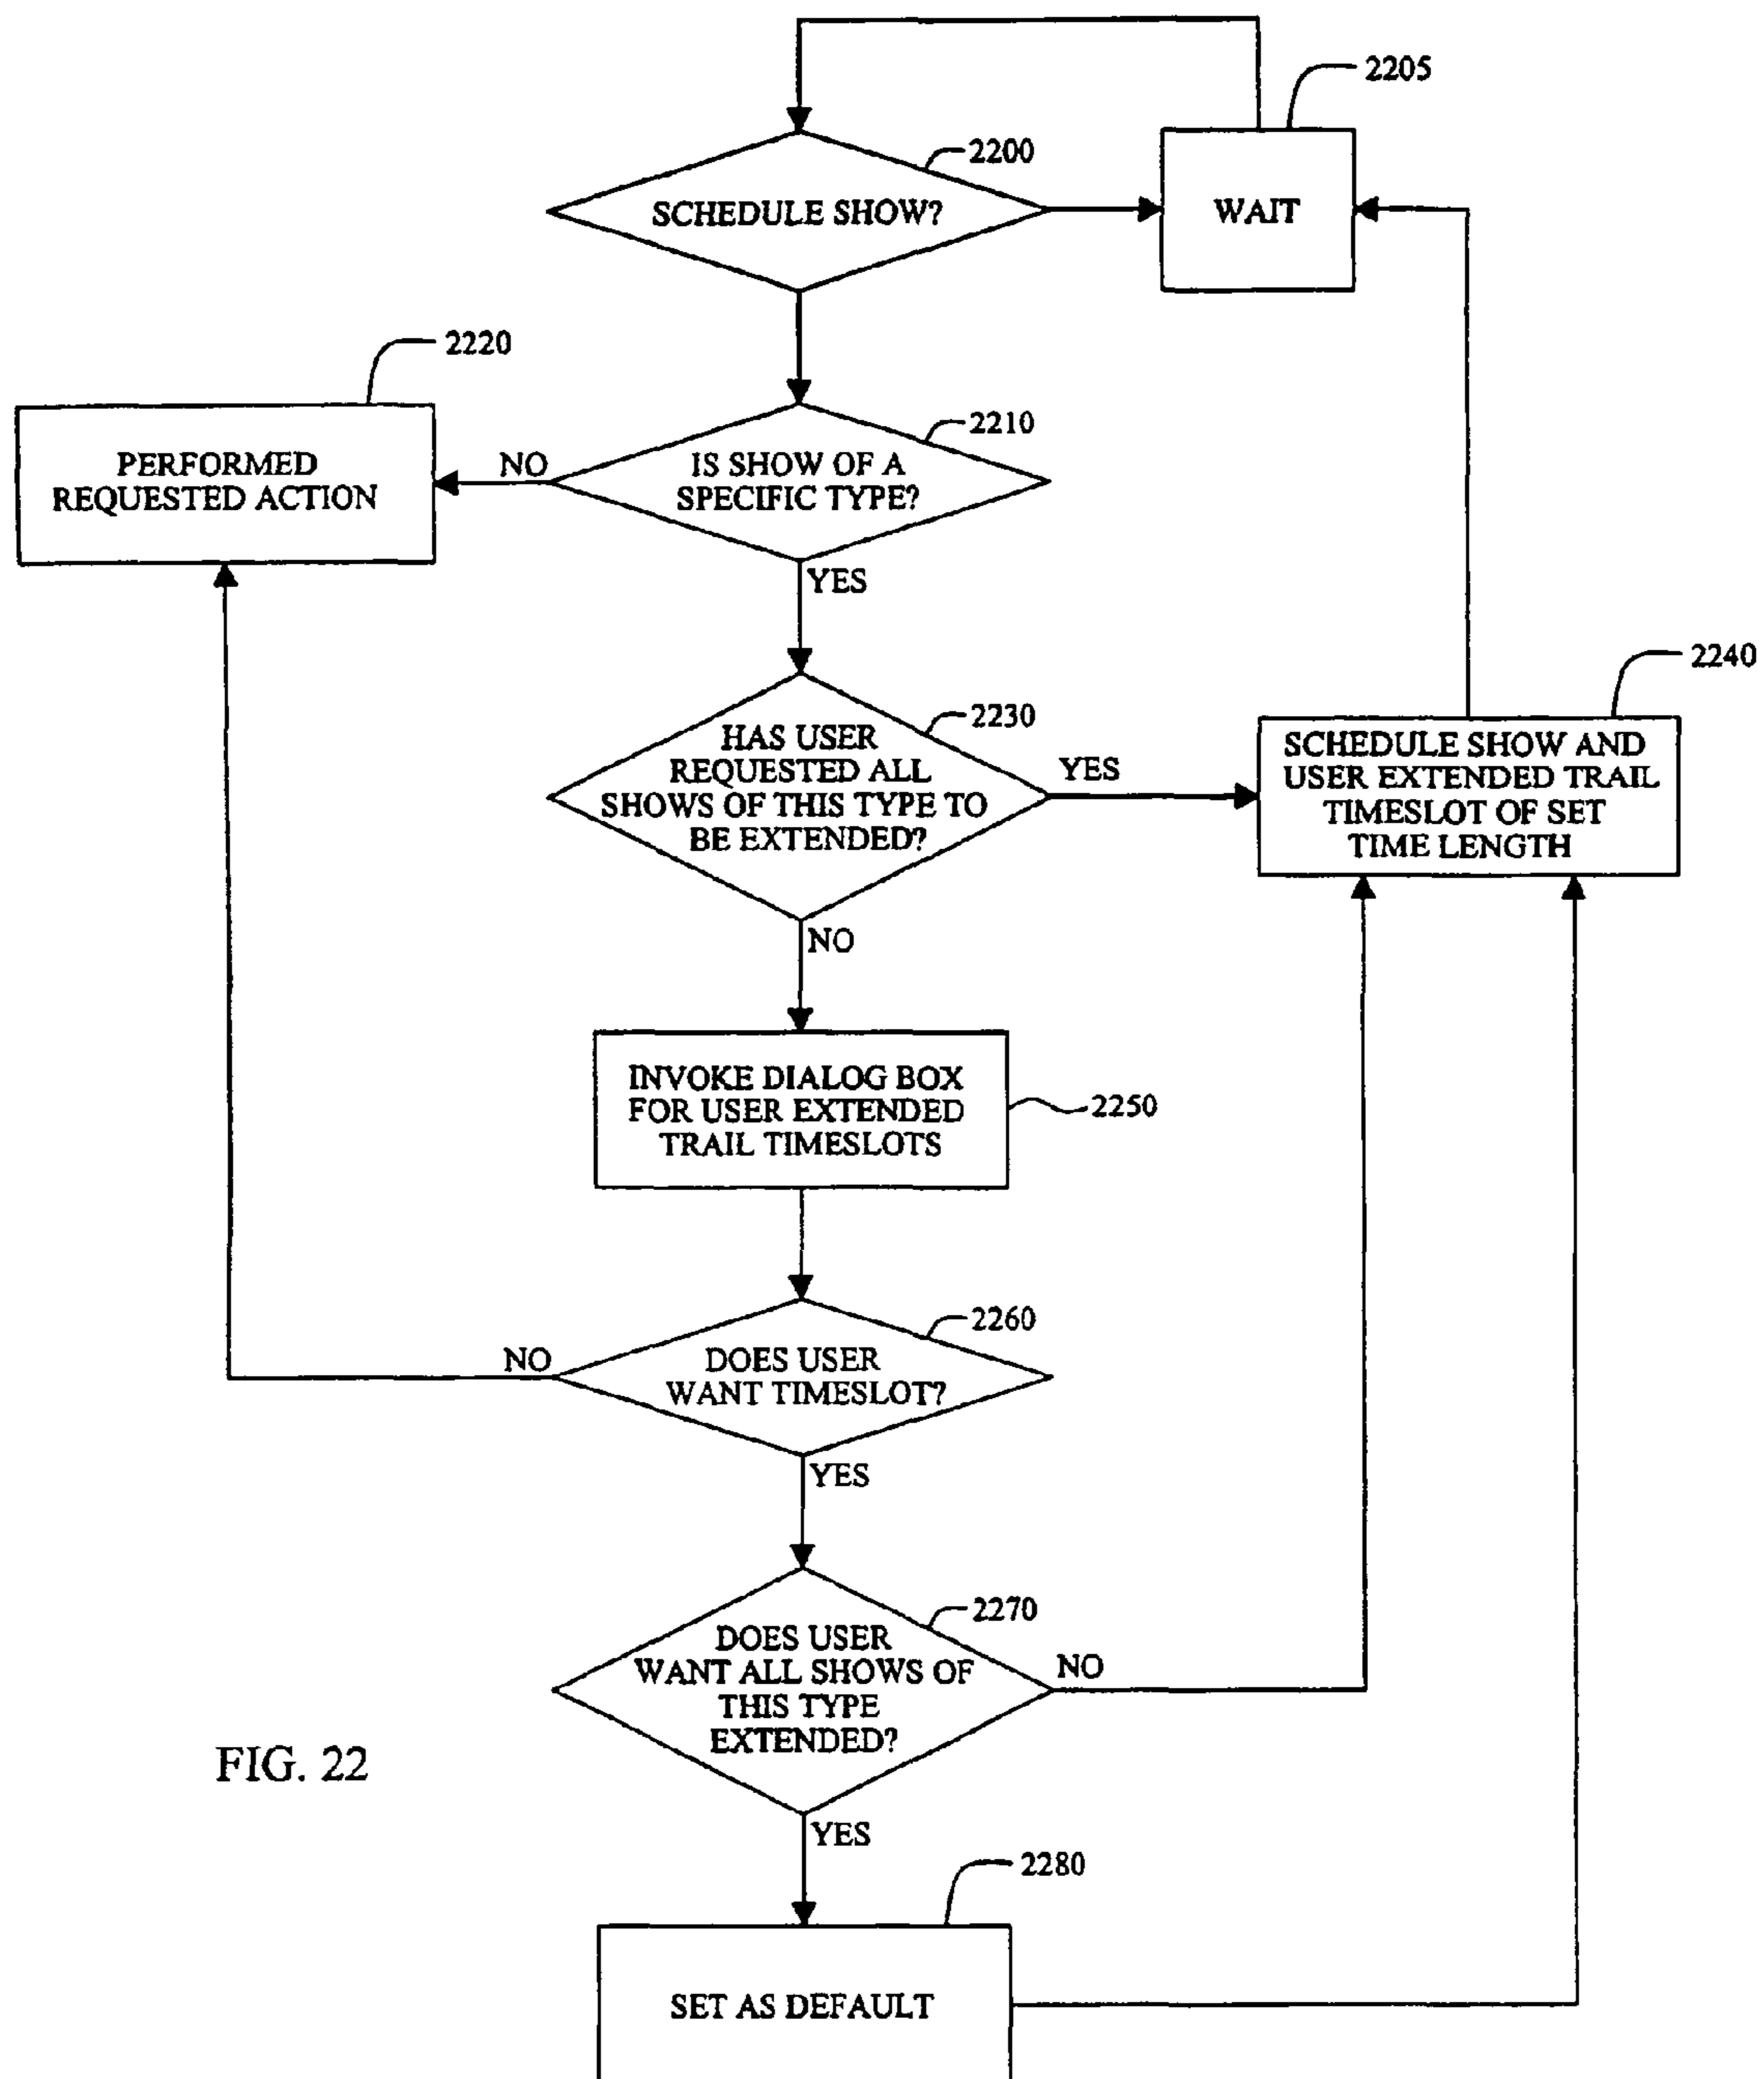 2205
2200
SCHEDULE SHOW?
WAIT
2220
2210
PERFORMED
REQUESTED ACTION
NO
IS SHOW OF A
SPECIFIC TYPE?
YES
2240
2230
HAS USER
REQUESTED ALL
SHOWS OF THIS TYPE TO
BE EXTENDED?
YES
SCHEDULE SHOW AND
USER EXTENDED TRAIL
TIMESLOT OF SET
TIME LENGTH
NO
INVOKE DIALOG BOX
FOR USER EXTENDED
TRAIL TIMESLOTS
2250
2260
NO
DOES USER
WANT TIMESLOT?
YES
2270
DOES USER
WANT ALL SHOWS OF
THIS TYPE
EXTENDED?
NO
FIG. 22
YES
2280
SET AS DEFAULT